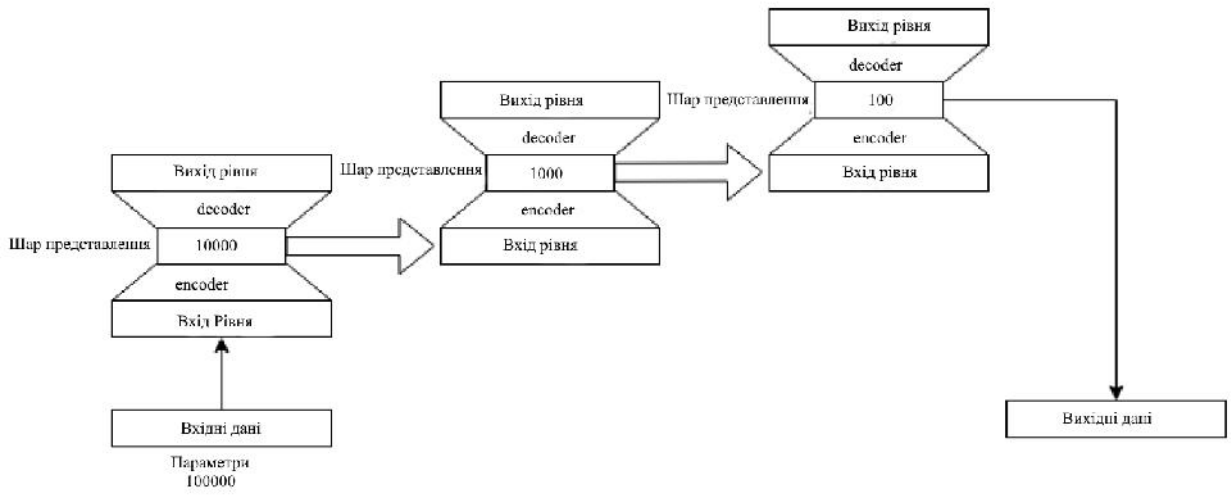 Вихід рівня
decoder
Шар представлення
100
encoder
Вхід рівня
Вихід рівня
decoder
Шар представлення
1000
encoder
Вхід рівня
Вихід рівня
decoder
Шар представлення
10000
encoder
Вхід Рівня
Вхідні дані
Параметри
100000
Вихідні дані